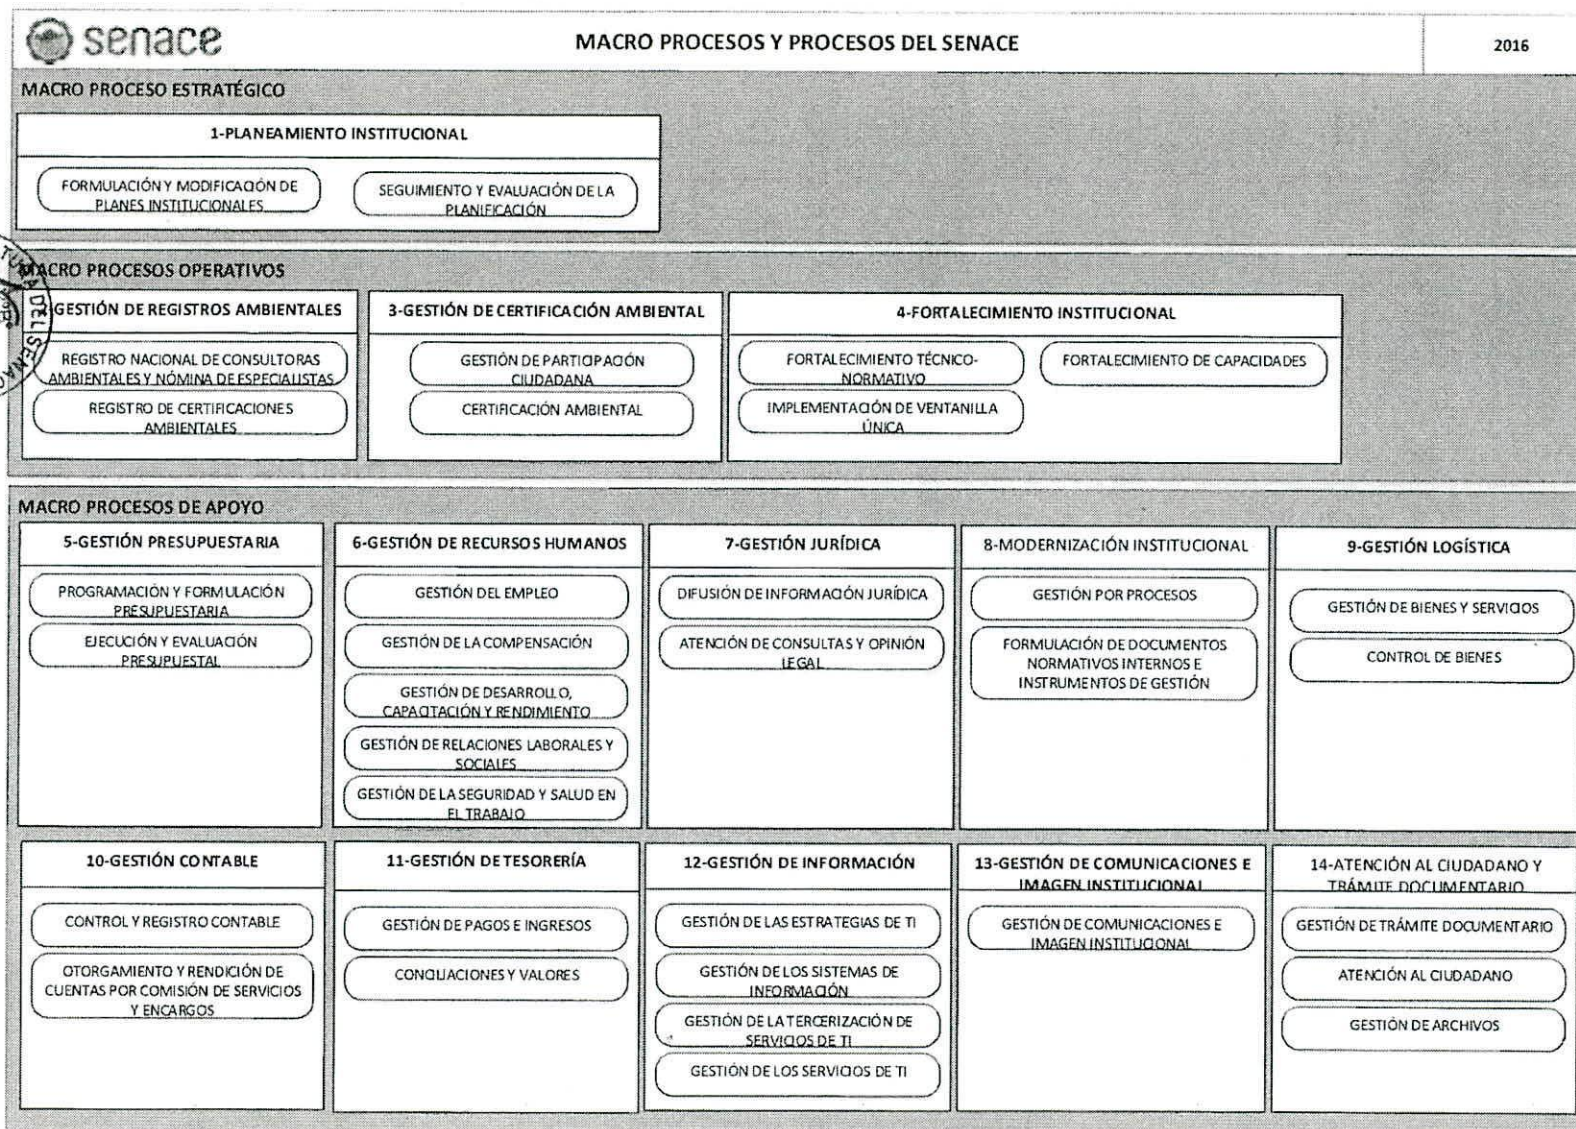 senace
MACRO PROCESOS Y PROCESOS DEL SENACE
2016
MACRO PROCESO ESTRATÉGICO
1-PLANEAMIENTO INSTITUCIONAL
FORMULACIÓN Y MODIFICACIÓN DE
PLANES INSTITUCIONALES
SEGUIMIENTO Y EVALUACIÓN DE LA
PLANIFICACIÓN
MACRO PROCESOS OPERATIVOS
GESTIÓN DE REGISTROS AMBIENTALES
REGISTRO NACIONAL DE CONSULTORAS
AMBIENTALES Y NÓMINA DE ESPECIALISTAS
REGISTRO DE CERTIFICACIONES
AMBIENTALES
3-GESTIÓN DE CERTIFICACIÓN AMBIENTAL
GESTIÓN DE PARTICIPACIÓN
CIUDADANA
CERTIFICACIÓN AMBIENTAL
4-FORTALECIMIENTO INSTITUCIONAL
FORTALECIMIENTO TÉCNICO-
NORMATIVO
FORTALECIMIENTO DE CAPACIDADES
IMPLEMENTACIÓN DE VENTANILLA
ÚNICA
DEL SENAC
MACRO PROCESOS DE APOYO
5-GESTIÓN PRESUPUESTARIA
PROGRAMACIÓN Y FORMULACIÓN
PRESUPUESTARIA
EJECUCIÓN Y EVALUACIÓN
PRESUPUESTAL
6-GESTIÓN DE RECURSOS HUMANOS
GESTIÓN DEL EMPLEO
GESTIÓN DE LA COMPENSACIÓN
GESTIÓN DE DESARROLLO,
CAPACITACIÓN Y RENDIMIENTO
GESTIÓN DE RELACIONES LABORALES Y
SOCIALES
GESTIÓN DE LA SEGURIDAD Y SALUD EN
EL TRABAJO
7-GESTIÓN JURÍDICA
DIFUSIÓN DE INFORMACIÓN JURÍDICA
ATENCIÓN DE CONSULTAS Y OPINIÓN
LEGAL
8-MODERNIZACIÓN INSTITUCIONAL
GESTIÓN POR PROCESOS
FORMULACIÓN DE DOCUMENTOS
NORMATIVOS INTERNOS E
INSTRUMENTOS DE GESTIÓN
9-GESTIÓN LOGÍSTICA
GESTIÓN DE BIENES Y SERVICIOS
CONTROL DE BIENES
10-GESTIÓN CONTABLE
CONTROL Y REGISTRO CONTABLE
OTORGAMIENTO Y RENDICIÓN DE
CUENTAS POR COMISIÓN DE SERVICIOS
Y ENCARGOS
11-GESTIÓN DE TESORERÍA
GESTIÓN DE PAGOS E INGRESOS
CONCILIACIONES Y VALORES
12-GESTIÓN DE INFORMACIÓN
GESTIÓN DE LAS ESTRATEGIAS DE TI
GESTIÓN DE LOS SISTEMAS DE
INFORMACIÓN
GESTIÓN DE LA TERCERIZACIÓN DE
SERVICIOS DE TI
GESTIÓN DE LOS SERVICIOS DE TI
13-GESTIÓN DE COMUNICACIONES E
IMAGEN INSTITUCIONAL
GESTIÓN DE COMUNICACIONES E
IMAGEN INSTITUCIONAL
14-ATENCIÓN AL CIUDADANO Y
TRÁMITE DOCUMENTARIO
GESTIÓN DE TRÁMITE DOCUMENTARIO
ATENCIÓN AL CIUDADANO
GESTIÓN DE ARCHIVOS